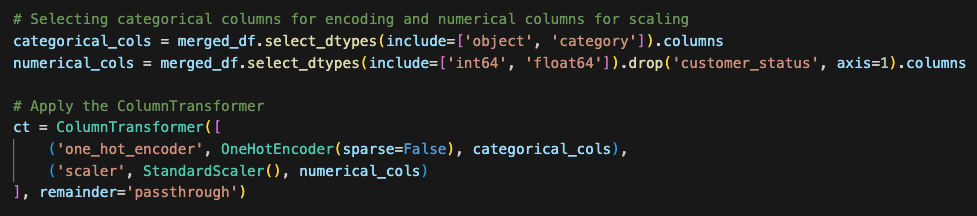 # Selecting categorical columns for encoding and numerical columns for scaling
categorical_cols = merged_df.select_dtypes(include=['object', 'category']).columns
numerical_cols = merged_df.select_dtypes(include=['int64', 'float64']).drop('customer_status', axis=1).columns
# Apply the ColumnTransformer
ct = ColumnTransformer([
    ('one_hot_encoder', OneHotEncoder(sparse=False), categorical_cols),
    ('scaler', StandardScaler(), numerical_cols)
], remainder='passthrough')